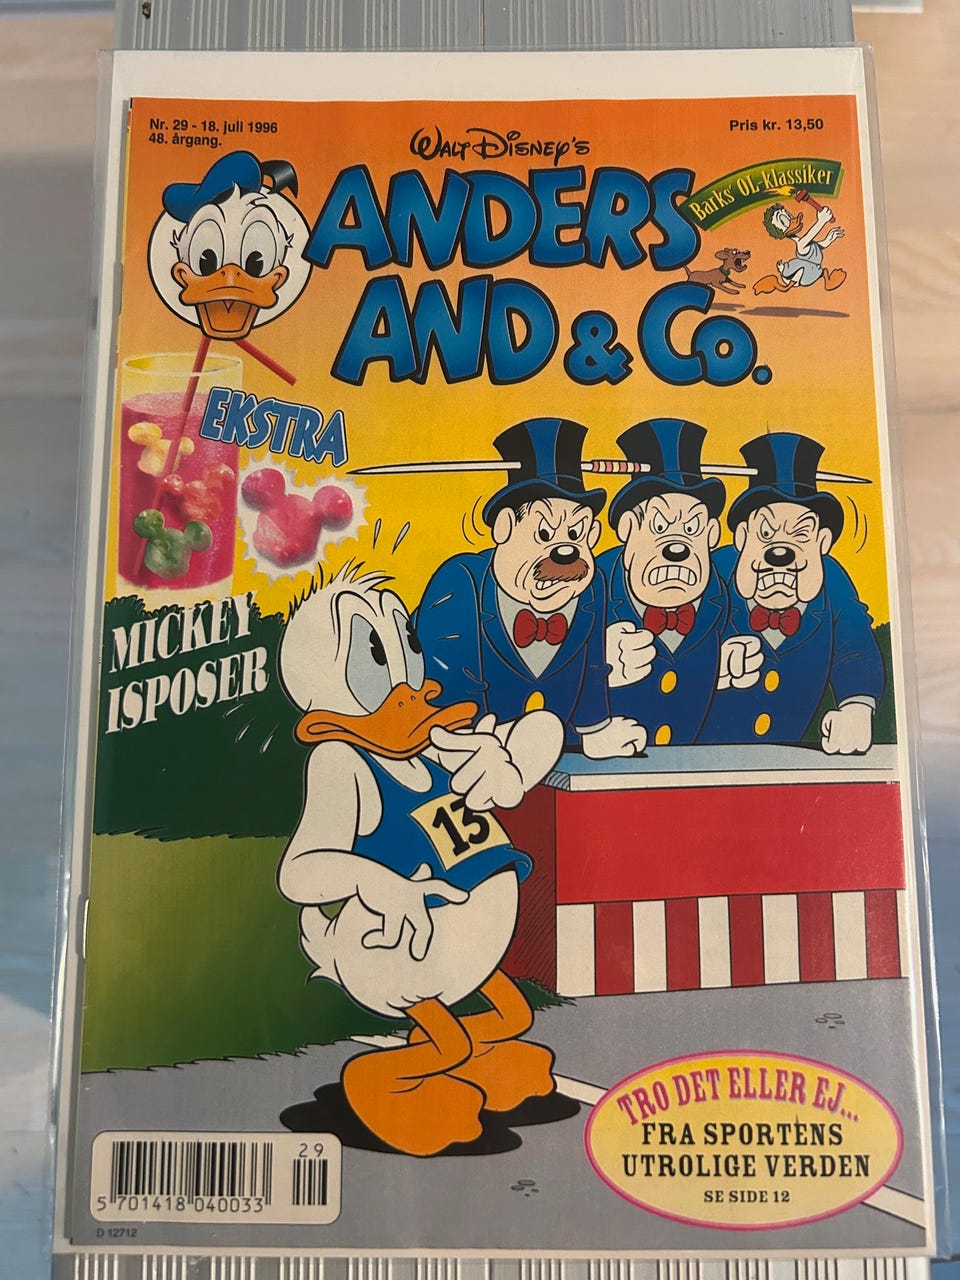 Nr. 29 - 18. juli 1996
48. årgang.
Pris kr. 13,50
WALT DISNEY'S
ANDERS
AND & Co.
Barks' OL-klassiker
EKSTRA
MICKEY
ISPOSER
13
TRO DET ELLER EJ...
FRA SPORTENS
UTROLIGE VERDEN
SE SIDE 12
29
5 701418 040033
D 12712